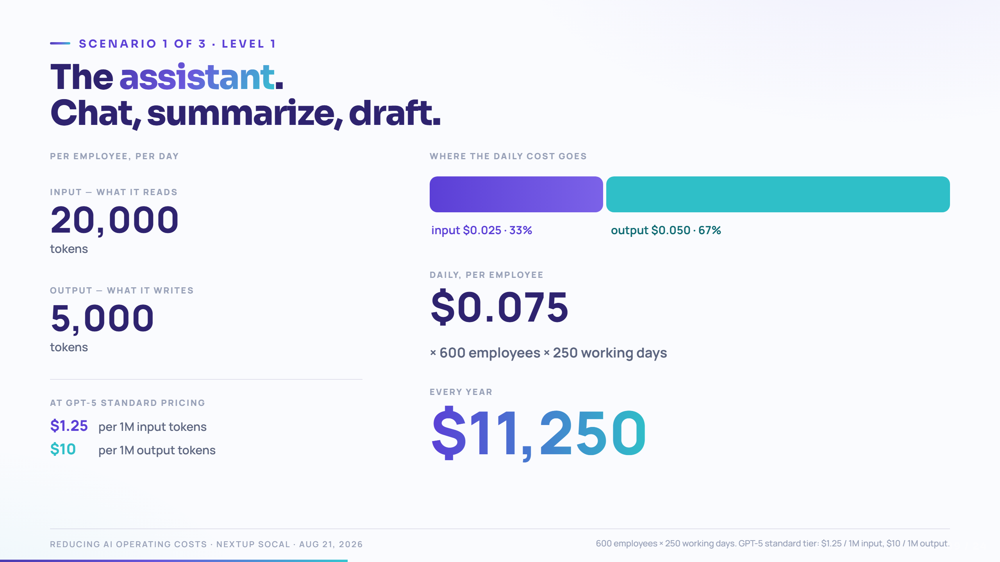 SCENARIO 1 OF 3 · LEVEL 1
The assistant.
Chat, summarize, draft.
PER EMPLOYEE, PER DAY
INPUT — WHAT IT READS
20,000
tokens
OUTPUT — WHAT IT WRITES
5,000
tokens
AT GPT-5 STANDARD PRICING
$1.25 per 1M input tokens
$10 per 1M output tokens
WHERE THE DAILY COST GOES
input $0.025 · 33% output $0.050 · 67%
DAILY, PER EMPLOYEE
$0.075
× 600 employees × 250 working days
EVERY YEAR
$11,250
REDUCING AI OPERATING COSTS · NEXTUP SOCAL · AUG 21, 2026
600 employees × 250 working days. GPT-5 standard tier: $1.25 / 1M input, $10 / 1M output.